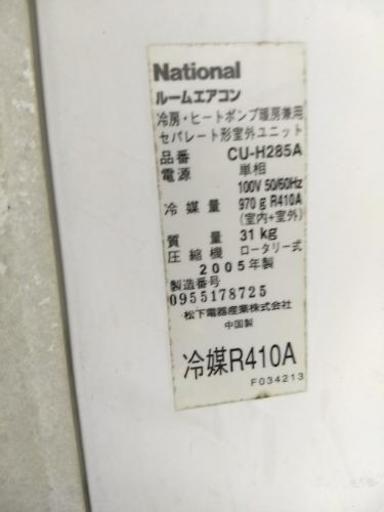 National
ルームエアコン
冷房・ヒートポンプ暖房兼用
セパレート形室外ユニット
品番 CU-H285A
電源 単相
100V 50/60Hz
冷媒量 970g R410A
(室内+室外)
質量 31kg
圧縮機 ロータリー式
2005年製
製造番号
0955178725
松下電器産業株式会社
中国製
冷媒R410A
F034213